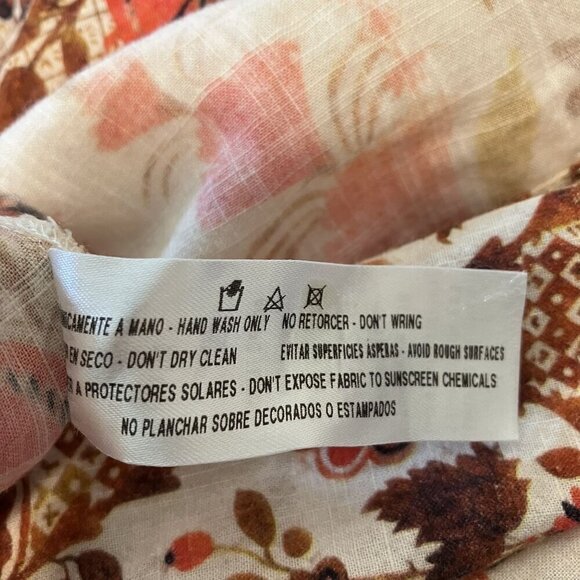 A MANO - HAND WASH ONLY NO RETORCER - DON'T WRING
EN SECO - DON'T DRY CLEAN EVITAR SUPERFICIES ASPERAS - AVOID ROUGH SURFACES
A PROTECTORES SOLARES - DON'T EXPOSE FABRIC TO SUNSCREEN CHEMICALS
NO PLANCHAR SOBRE DECORADOS O ESTAMPADOS